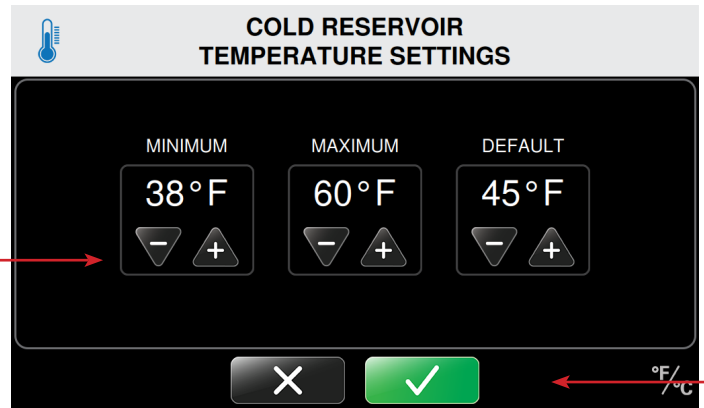 COLD RESERVOIR
TEMPERATURE SETTINGS
MINIMUM MAXIMUM DEFAULT
38°F 60°F 45°F
− + − + − +
°F/°C